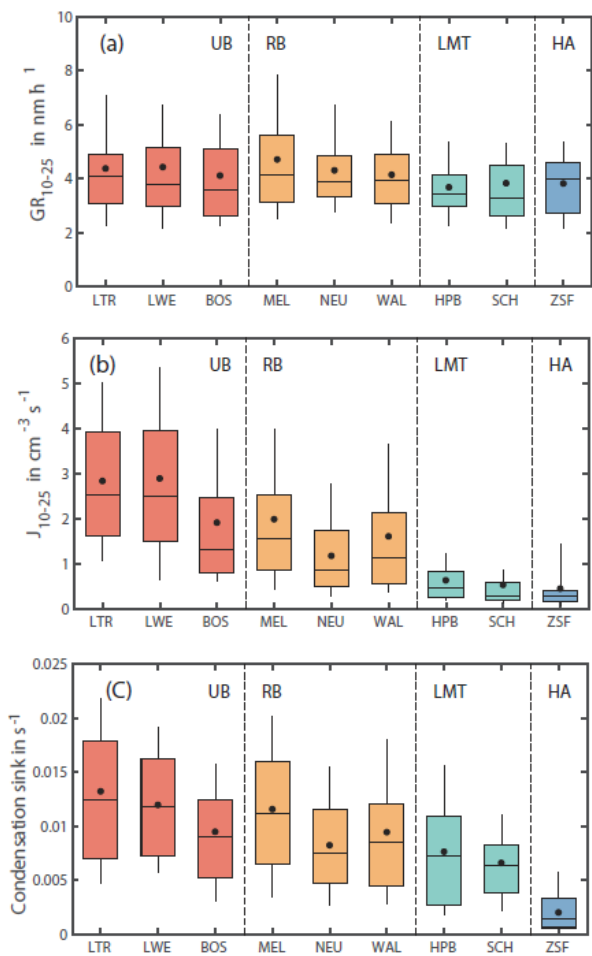 (a) UB RB LMT HA
10
8
6
4
2
0
GR10-25 in nm h-1
LTR LWE BOS MEL NEU WAL HPB SCH ZSF
(b) UB RB LMT HA
6
5
4
3
2
1
0
J10-25 in cm-3 s-1
LTR LWE BOS MEL NEU WAL HPB SCH ZSF
(C) UB RB LMT HA
0.025
0.02
0.015
0.01
0.005
0
Condensation sink in s-1
LTR LWE BOS MEL NEU WAL HPB SCH ZSF